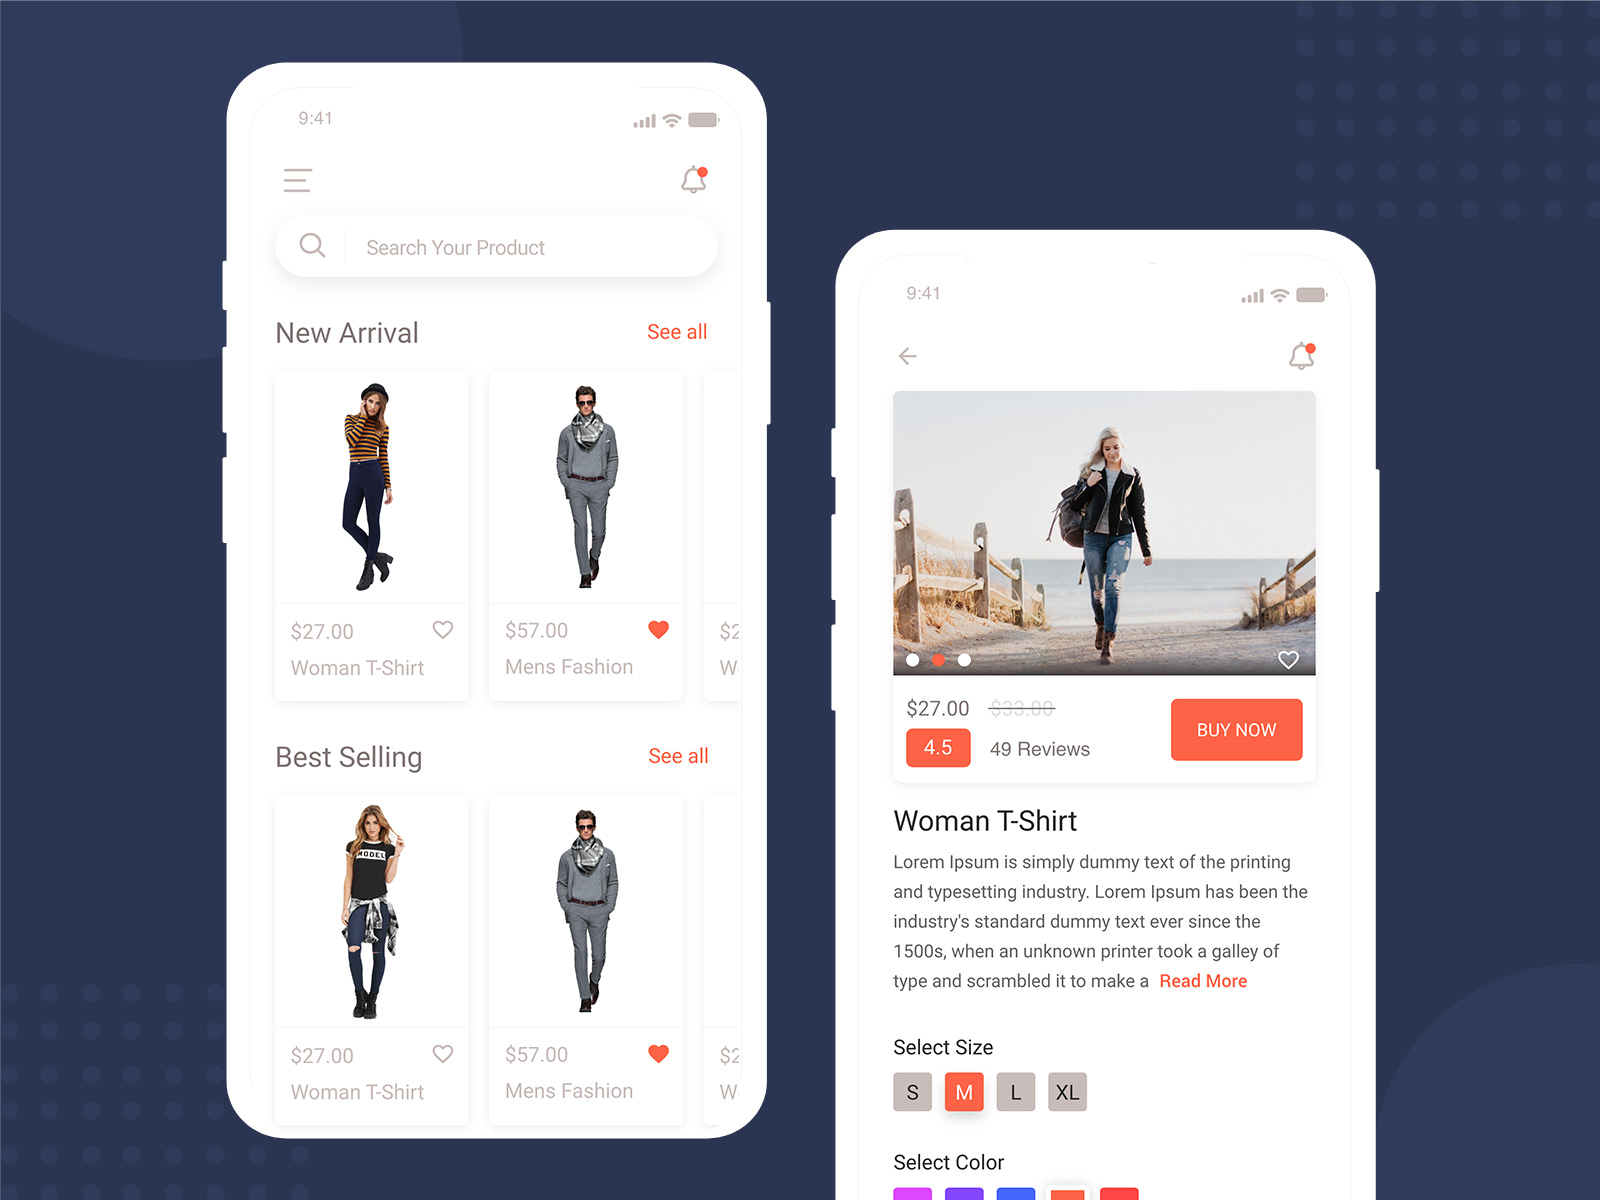 9:41
Search Your Product
New Arrival
See all
$27.00
Woman T-Shirt
$57.00
Mens Fashion
Best Selling
See all
MODEL
$27.00
Woman T-Shirt
$57.00
Mens Fashion
9:41
$27.00 $33.00
4.5 49 Reviews
BUY NOW
Woman T-Shirt
Lorem Ipsum is simply dummy text of the printing
and typesetting industry. Lorem Ipsum has been the
industry's standard dummy text ever since the
1500s, when an unknown printer took a galley of
type and scrambled it to make a Read More
Select Size
S M L XL
Select Color